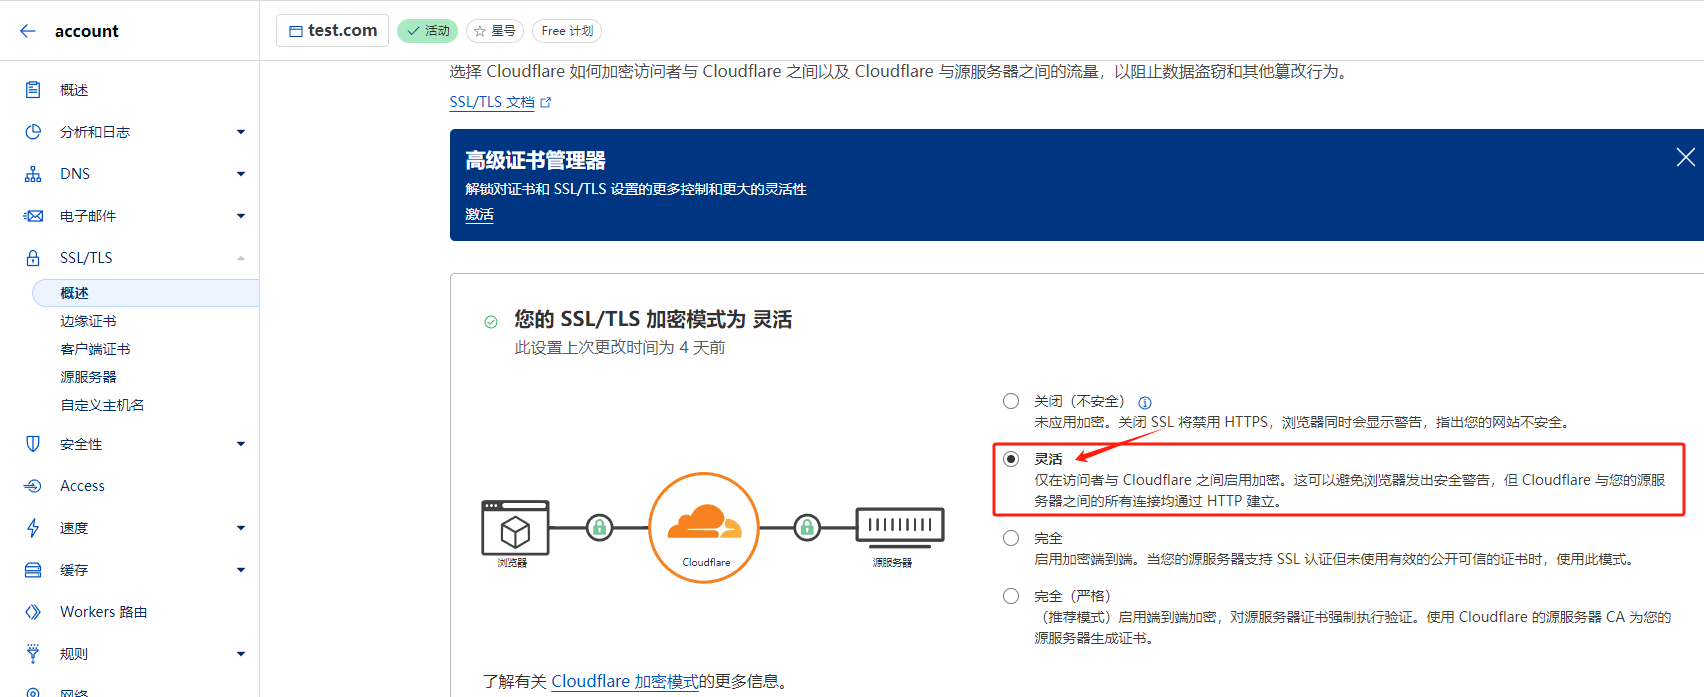 account
test.com
活动
星号
Free 计划
概述
分析和日志
DNS
电子邮件
SSL/TLS
概述
边缘证书
客户端证书
源服务器
自定义主机名
安全性
Access
速度
缓存
Workers 路由
规则
网络
选择 Cloudflare 如何加密访问者与 Cloudflare 之间以及 Cloudflare 与源服务器之间的流量，以阻止数据盗窃和其他篡改行为。
SSL/TLS 文档
高级证书管理器
解锁对证书和 SSL/TLS 设置的更多控制和更大的灵活性
激活
您的 SSL/TLS 加密模式为 灵活
此设置上次更改时间为 4 天前
浏览器
Cloudflare
源服务器
关闭（不安全）
未应用加密。关闭 SSL 将禁用 HTTPS，浏览器同时会显示警告，指出您的网站不安全。
灵活
仅在访问者与 Cloudflare 之间启用加密。这可以避免浏览器发出安全警告，但 Cloudflare 与您的源服
务器之间的所有连接均通过 HTTP 建立。
完全
启用加密端到端。当您的源服务器支持 SSL 认证但未使用有效的公开可信的证书时，使用此模式。
完全（严格）
（推荐模式）启用端到端加密，对源服务器证书强制执行验证。使用 Cloudflare 的源服务器 CA 为您的
源服务器生成证书。
了解有关 Cloudflare 加密模式的更多信息。